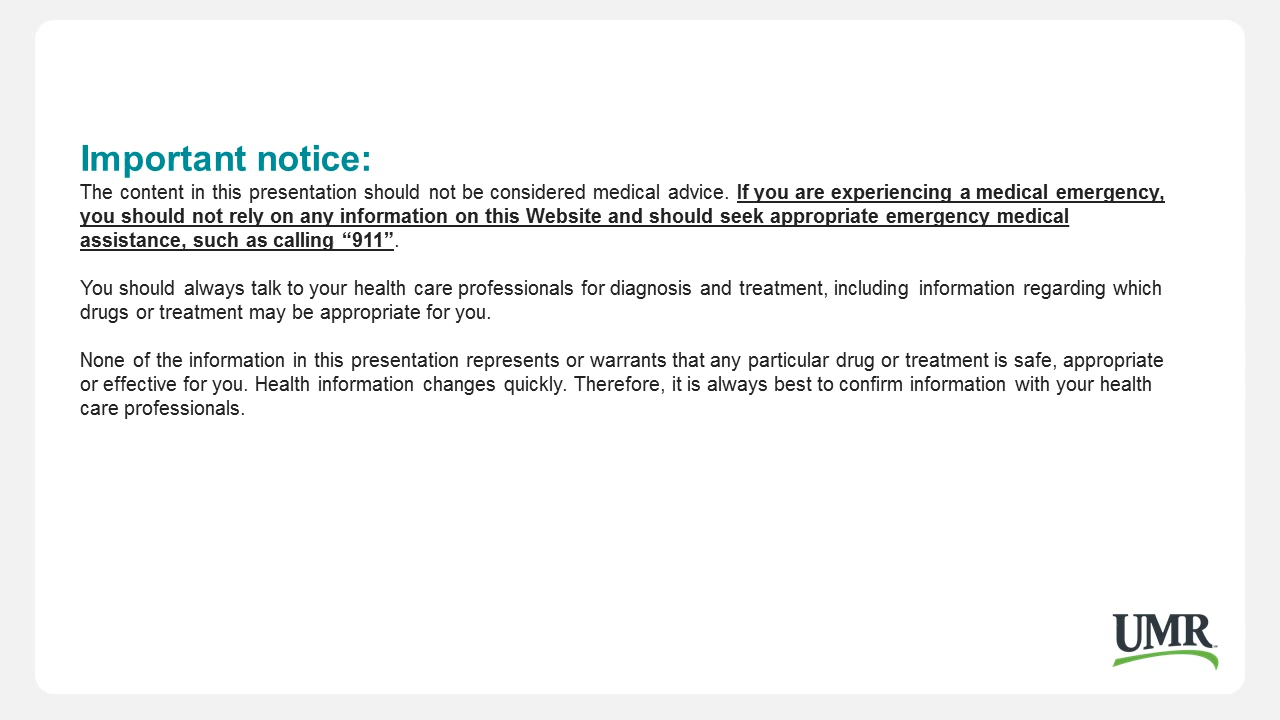 Important notice:
The content in this presentation should not be considered medical advice. If you are experiencing a medical emergency,
you should not rely on any information on this Website and should seek appropriate emergency medical
assistance, such as calling “911”.
You should always talk to your health care professionals for diagnosis and treatment, including information regarding which
drugs or treatment may be appropriate for you.
None of the information in this presentation represents or warrants that any particular drug or treatment is safe, appropriate
or effective for you. Health information changes quickly. Therefore, it is always best to confirm information with your health
care professionals.
UMR